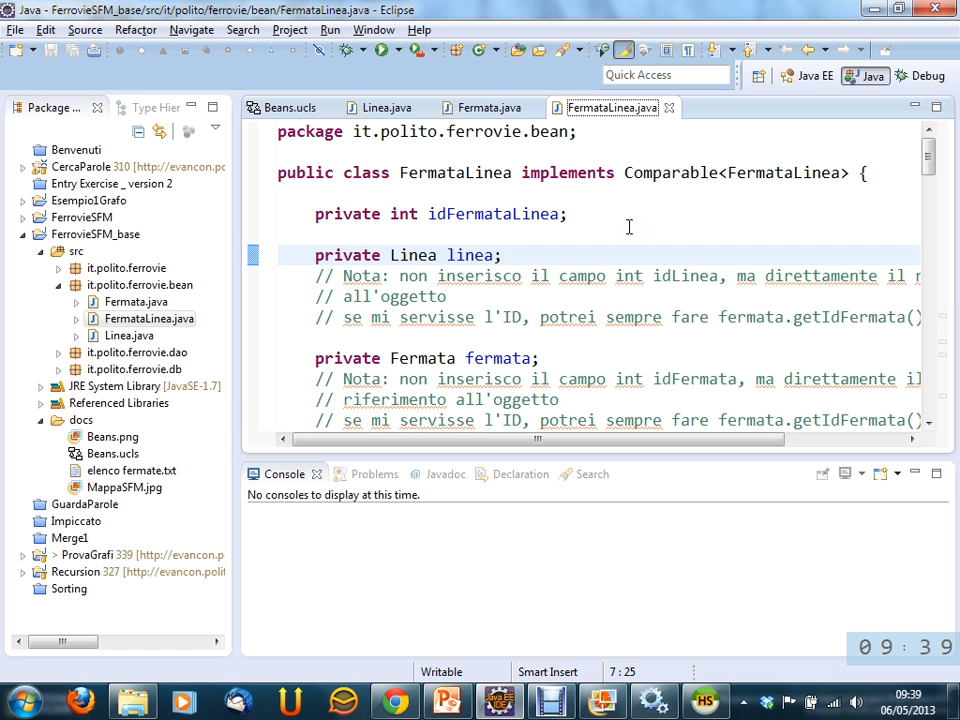 Java - FerrovieSFM_base/src/it/polito/ferrovie/bean/FermataLinea.java - Eclipse
File Edit Source Refactor Navigate Search Project Run Window Help
Quick Access
Java EE Java Debug
Package ... Type Hier
Beans.ucls Linea.java Fermata.java FermataLinea.java
Benvenuti
CercaParole 310 [http://evancon.po
Entry Exercise _ version 2
Esempio1Grafo
FerrovieSFM
FerrovieSFM_base
src
it.polito.ferrovie
it.polito.ferrovie.bean
Fermata.java
FermataLinea.java
Linea.java
it.polito.ferrovie.dao
it.polito.ferrovie.db
JRE System Library [JavaSE-1.7]
Referenced Libraries
docs
Beans.png
Beans.ucls
elenco fermate.txt
MappaSFM.jpg
GuardaParole
Impiccato
Merge1
> ProvaGrafi 339 [http://evancon.p
Recursion 327 [http://evancon.polit
Sorting
package it.polito.ferrovie.bean;
public class FermataLinea implements Comparable<FermataLinea> {
private int idFermataLinea;
private Linea linea;
// Nota: non inserisco il campo int idLinea, ma direttamente il
// all'oggetto
// se mi servisse l'ID, potrei sempre fare fermata.getIdFermata()
private Fermata fermata;
// Nota: non inserisco il campo int idFermata, ma direttamente il
// riferimento all'oggetto
// se mi servisse l'ID, potrei sempre fare fermata.getIdFermata()
Console Problems @ Javadoc Declaration Search
No consoles to display at this time.
Writable Smart Insert 7 : 25
09:39
09:39
06/05/2013